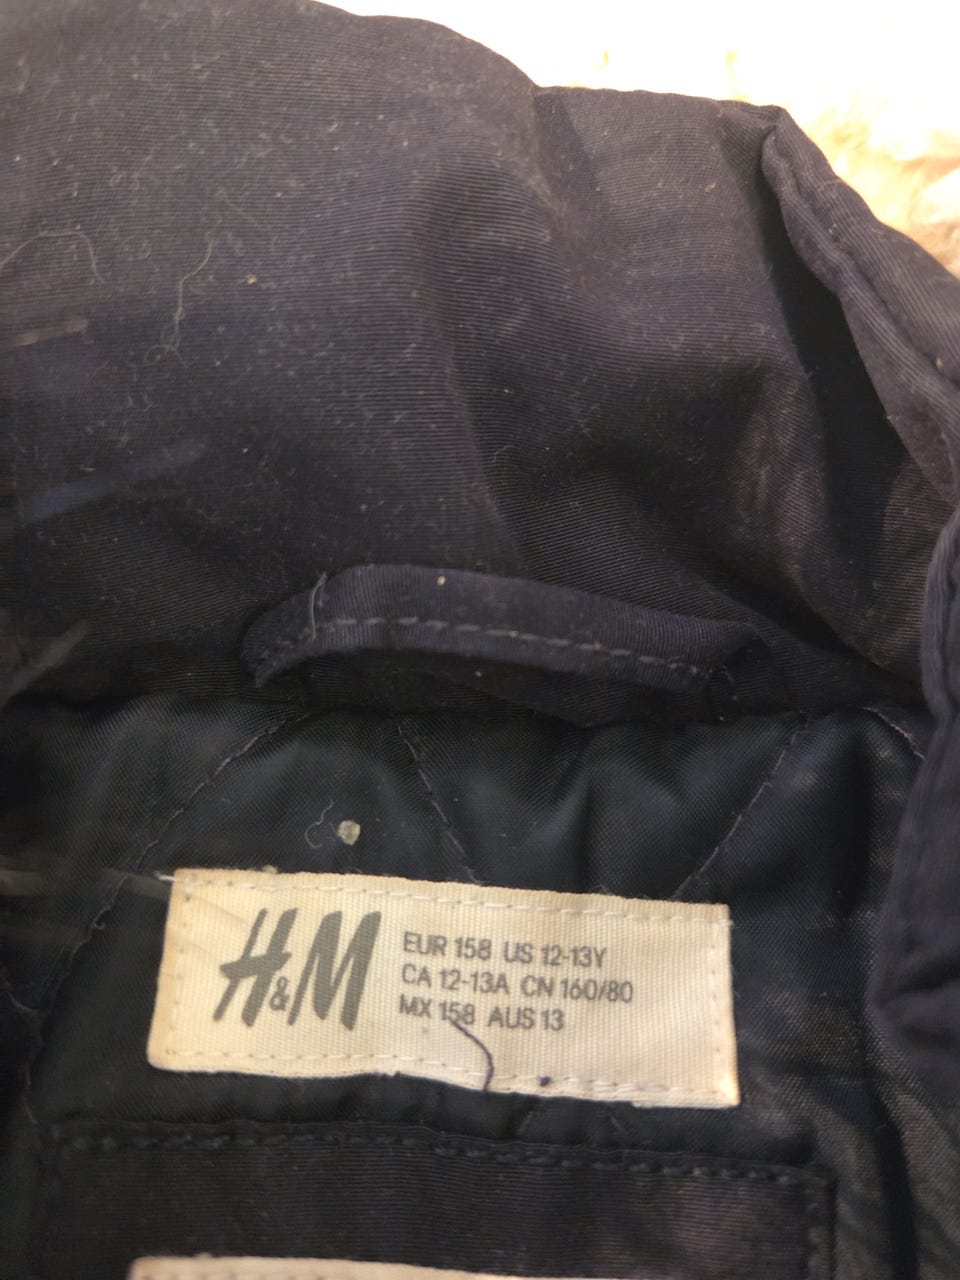 H&M
EUR 158 US 12-13Y
CA 12-13A CN 160/80
MX 158 AUS 13